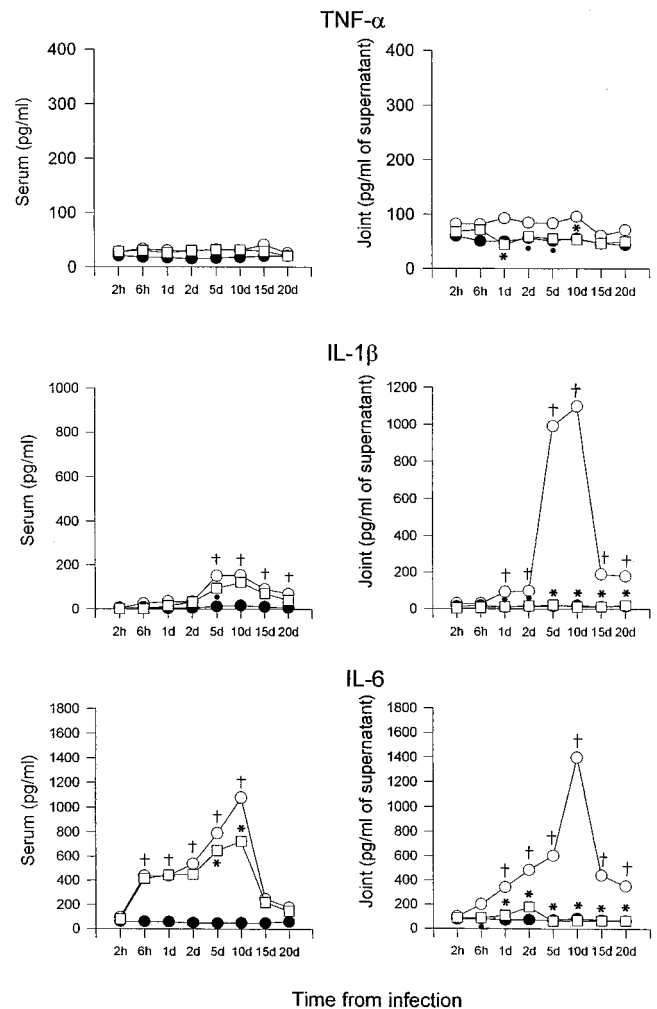 TNF-α
Serum (pg/ml)
400
300
200
100
0
2h 6h 1d 2d 5d 10d 15d 20d
Joint (pg/ml of supernatant)
400
300
200
100
0
*
*
2h 6h 1d 2d 5d 10d 15d 20d
IL-1β
Serum (pg/ml)
1000
800
600
400
200
0
† † † †
2h 6h 1d 2d 5d 10d 15d 20d
Joint (pg/ml of supernatant)
1200
1000
800
600
400
200
0
† † † † † †
* * * *
2h 6h 1d 2d 5d 10d 15d 20d
IL-6
Serum (pg/ml)
1800
1600
1400
1200
1000
800
600
400
200
0
† † † † †
* *
2h 6h 1d 2d 5d 10d 15d 20d
Joint (pg/ml of supernatant)
1800
1600
1400
1200
1000
800
600
400
200
0
† † † † † †
* * * * * *
2h 6h 1d 2d 5d 10d 15d 20d
Time from infection